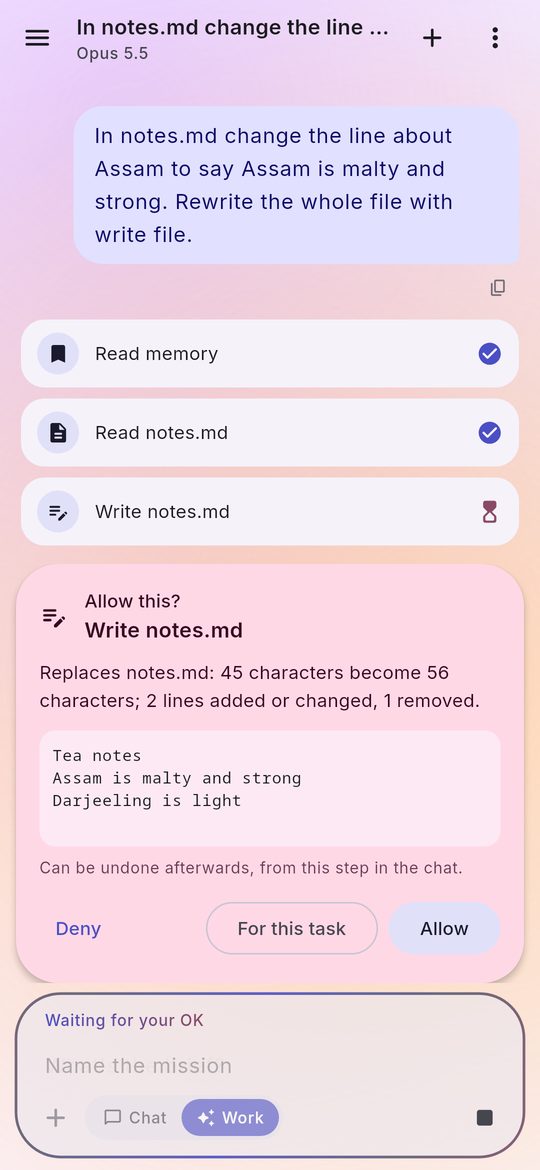 In notes.md change the line ...
Opus 5.5
In notes.md change the line about
Assam to say Assam is malty and
strong. Rewrite the whole file with
write file.
Read memory
Read notes.md
Write notes.md
Allow this?
Write notes.md
Replaces notes.md: 45 characters become 56
characters; 2 lines added or changed, 1 removed.
Tea notes
Assam is malty and strong
Darjeeling is light
Can be undone afterwards, from this step in the chat.
Deny
For this task
Allow
Waiting for your OK
Name the mission
Chat
Work